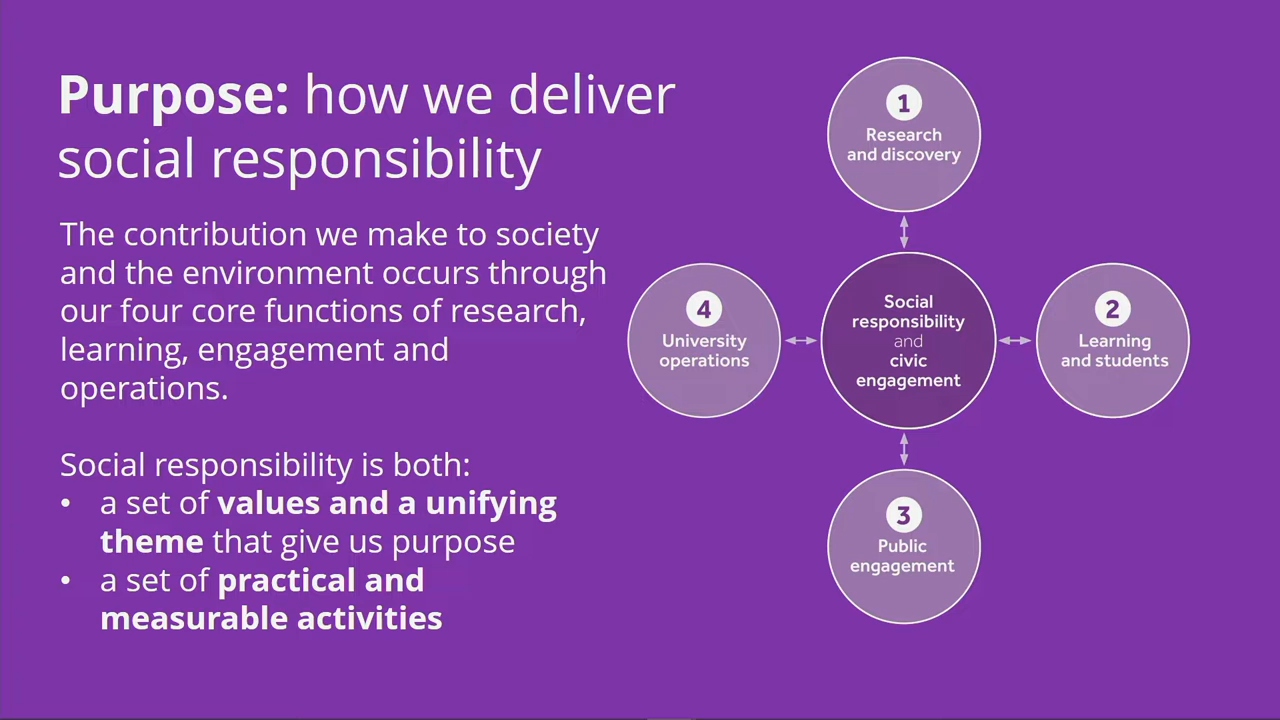 Purpose: how we deliver
social responsibility
The contribution we make to society
and the environment occurs through
our four core functions of research,
learning, engagement and
operations.
Social responsibility is both:
• a set of values and a unifying
theme that give us purpose
• a set of practical and
measurable activities
1
Research
and discovery
4
University
operations
Social
responsibility
and
civic
engagement
2
Learning
and students
3
Public
engagement